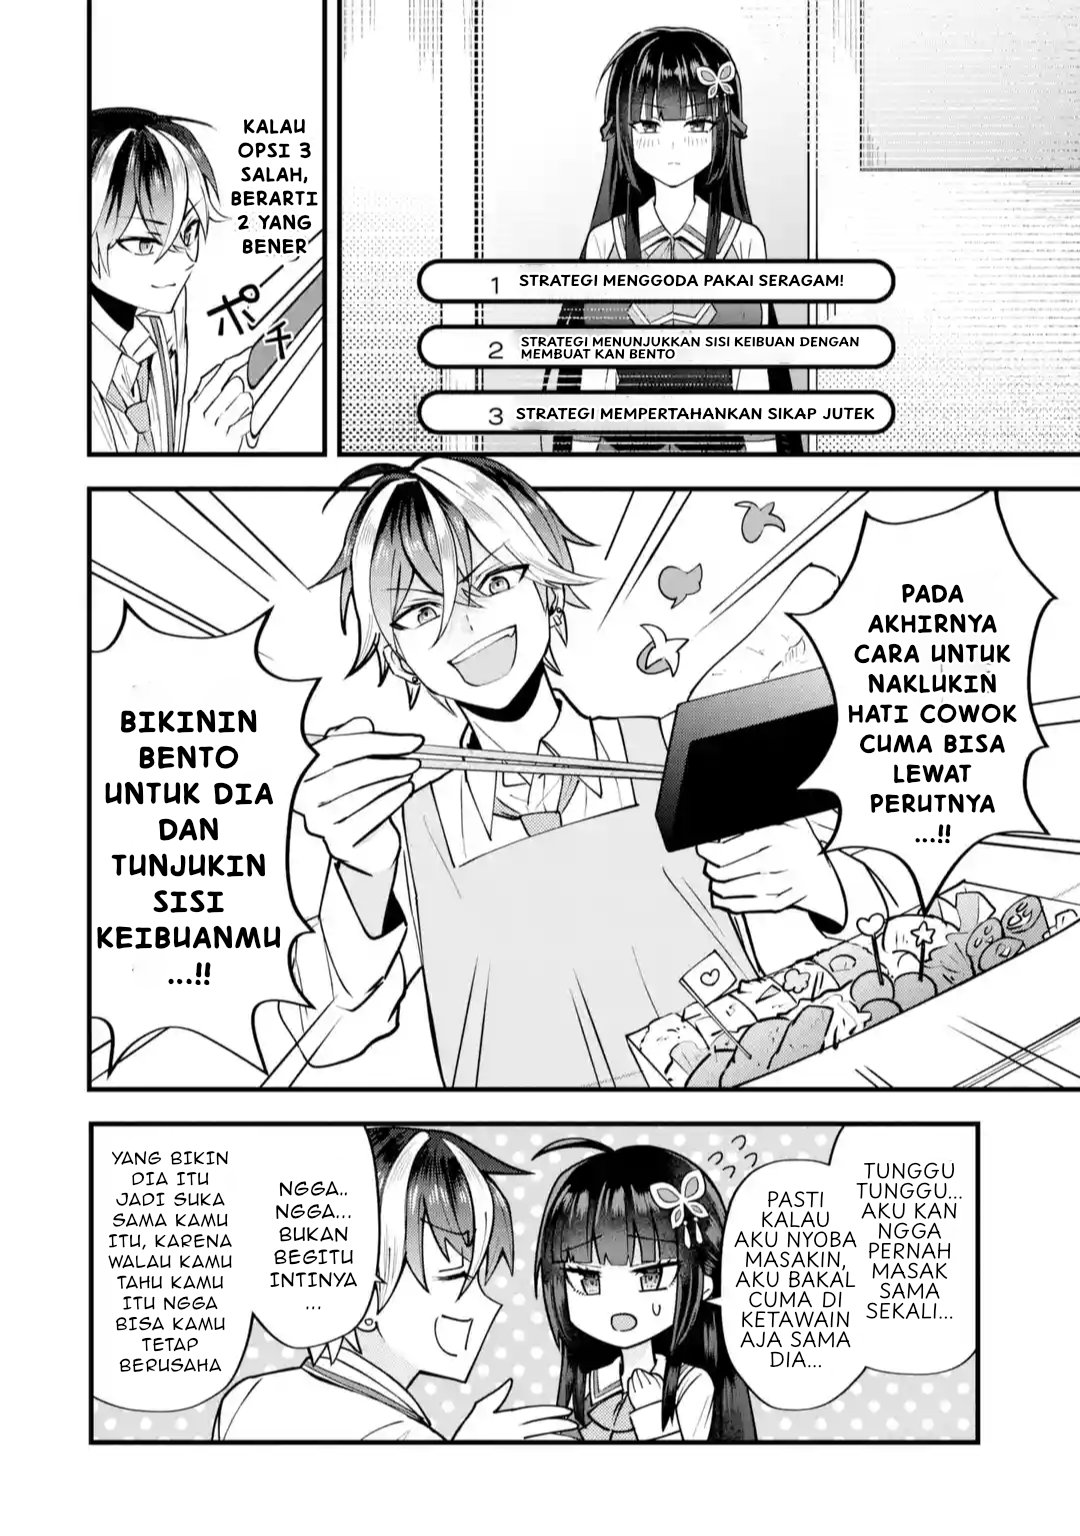 1 STRATEGI MENGGODA PAKAI SERAGAM!
2 STRATEGI MENUNJUKKAN SISI KEIBUAN DENGAN
MEMBUAT KAN BENTO
3 STRATEGI MEMPERTAHANKAN SIKAP JUTEK
KALAU
OPSI 3
SALAH,
BERARTI
2 YANG
BENER
ポチ
PADA
AKHIRNYA
CARA UNTUK
NAKLUKIN
HATI COWOK
CUMA BISA
LEWAT
PERUTNYA
...!!
BIKININ
BENTO
UNTUK DIA
DAN
TUNJUKIN
SISI
KEIBUANMU
...!!
TUNGGU
TUNGGU...
AKU KAN
NGGA
PERNAH
MASAK
SAMA
SEKALI...
PASTI
KALAU
AKU NYOBA
MASAKIN,
AKU BAKAL
CUMA DI
KETAWAIN
AJA SAMA
DIA...
NGGA..
NGGA...
BUKAN
BEGITU
INTINYA
...
YANG BIKIN
DIA ITU
JADI SUKA
SAMA KAMU
ITU, KARENA
WALAU KAMU
TAHU KAMU
ITU NGGA
BISA KAMU
TETAP
BERUSAHA